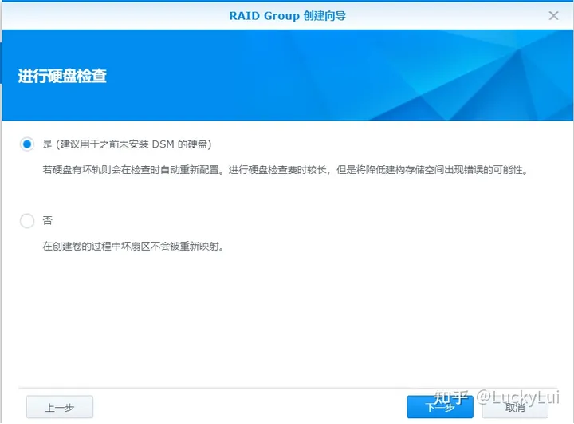 RAID Group 创建向导
进行硬盘检查
是 (建议用于之前未安装 DSM 的硬盘)
若硬盘有坏轨则会在检查时自动重新配置。进行硬盘检查费时较长，但是将降低建构存储空间出现错误的可能性。
否
在创建卷的过程中坏扇区不会被重新映射。
上一步
下一步
取消
知乎 @LuckyLui